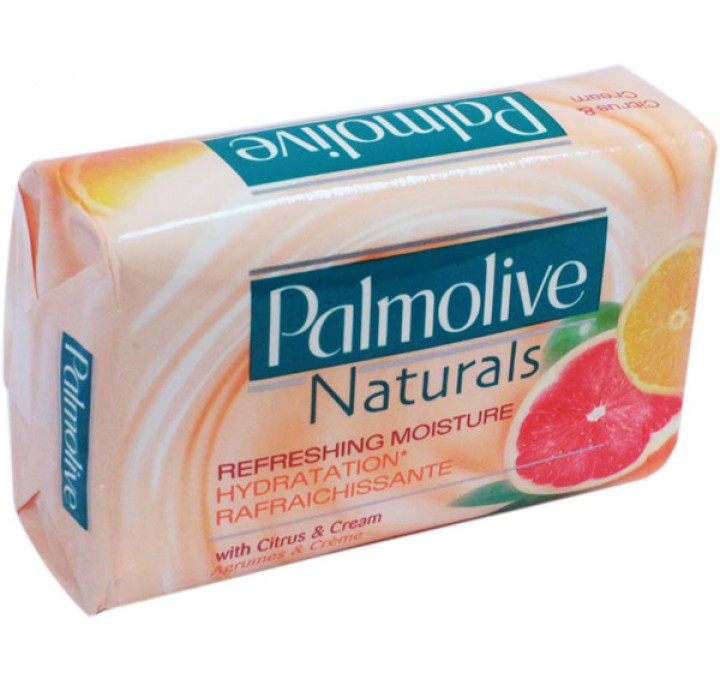 Citrus &
Cream
Palmolive
Palmolive
Naturals
REFRESHING MOISTURE
HYDRATATION*
RAFRAICHISSANTE
with Citrus & Cream
Agrumes & Crème
Palmolive